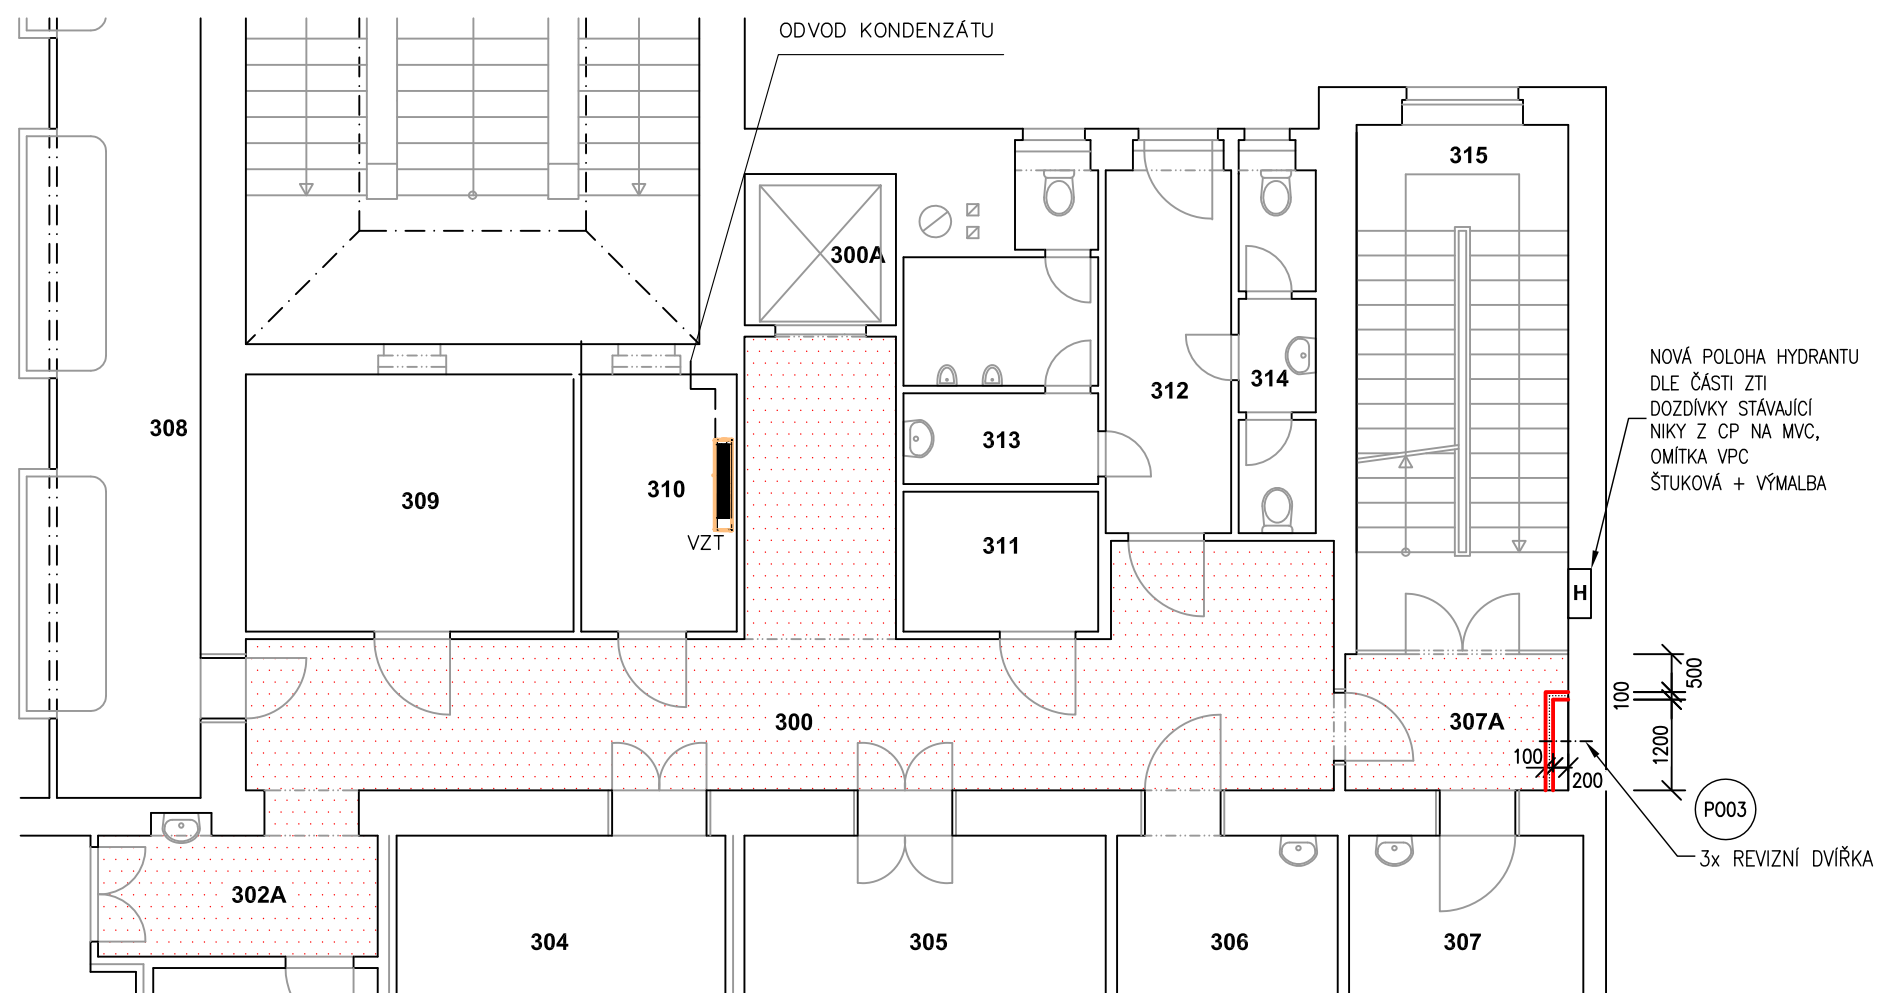 ODVOD KONDENZÁTU
315
300A
NOVÁ POLOHA HYDRANTU
DLE ČÁSTI ZTI
DOZDÍVKY STÁVAJÍCÍ
NIKY Z CP NA MVC,
OMÍTKA VPC
ŠTUKOVÁ + VÝMALBA
312
314
308
313
309
310
VZT
311
H
500
100
300
307A
1200
100
200
P003
3x REVIZNÍ DVÍŘKA
302A
304
305
306
307